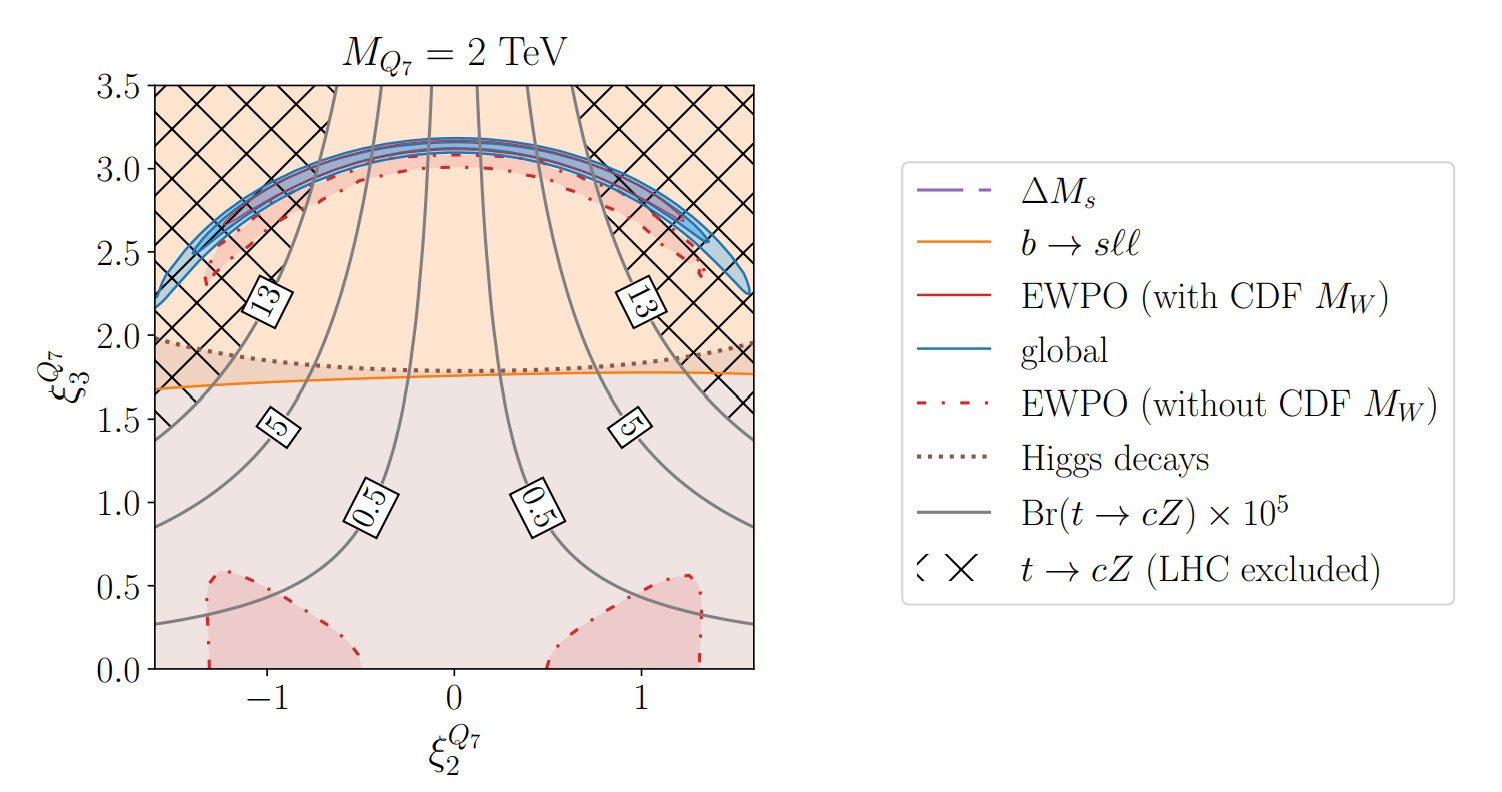 M_{Q_7} = 2 TeV
3.5
3.0
2.5
2.0
1.5
1.0
0.5
0.0
ξ_3^{Q_7}
13
13
5
5
0.5
0.5
−1
0
1
ξ_2^{Q_7}
ΔM_s
b → sℓℓ
EWPO (with CDF M_W)
global
EWPO (without CDF M_W)
Higgs decays
Br(t → cZ) × 10^5
t → cZ (LHC excluded)